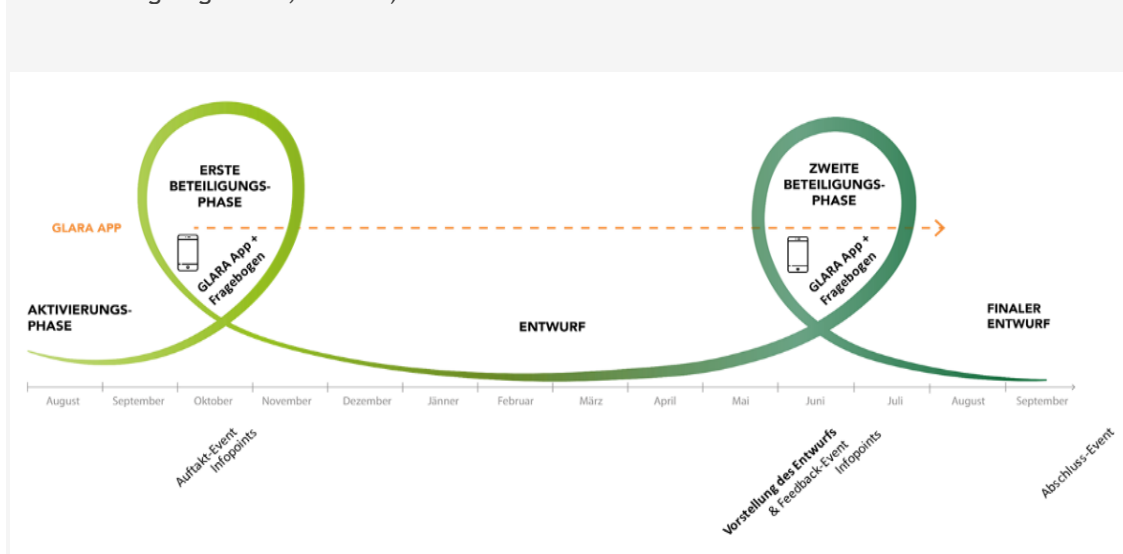 ERSTE
BETEILIGUNGS-
PHASE
ZWEITE
BETEILIGUNGS-
PHASE
GLARA APP
GLARA App +
Fragebogen
GLARA App +
Fragebogen
AKTIVIERUNGS-
PHASE
ENTWURF
FINALER
ENTWURF
August September Oktober November Dezember Jänner Februar März April Mai Juni Juli August September
Auftakt-Event
Infopoints
Vorstellung des Entwurfs
& Feedback-Event
Infopoints
Abschluss-Event